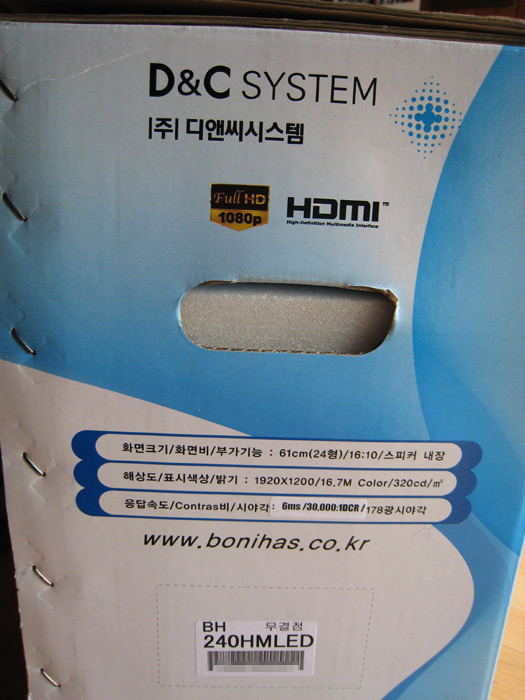 D&C SYSTEM
|주| 디앤씨시스템
Full HD
1080p
HDMI™
High-Definition Multimedia Interface
화면크기/화면비/부가기능 : 61cm(24형)/16:10/스피커 내장
해상도/표시색상/밝기 : 1920X1200/16.7M Color/320cd/㎡
응답속도/Contras비/시야각: 6ms /30,000:1DCR /178광시야각
www.bonihas.co.kr
BH 무결점
240HMLED